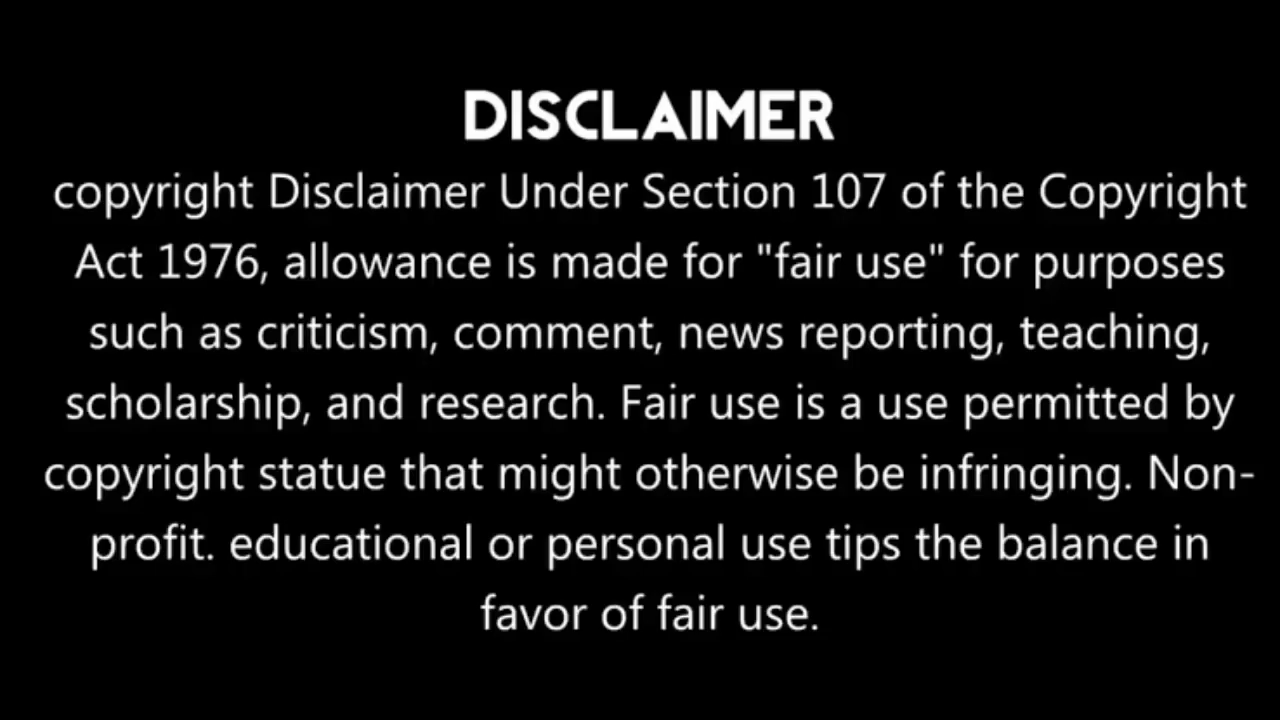 DISCLAIMER
copyright Disclaimer Under Section 107 of the Copyright
Act 1976, allowance is made for "fair use" for purposes
such as criticism, comment, news reporting, teaching,
scholarship, and research. Fair use is a use permitted by
copyright statue that might otherwise be infringing. Non-
profit. educational or personal use tips the balance in
favor of fair use.